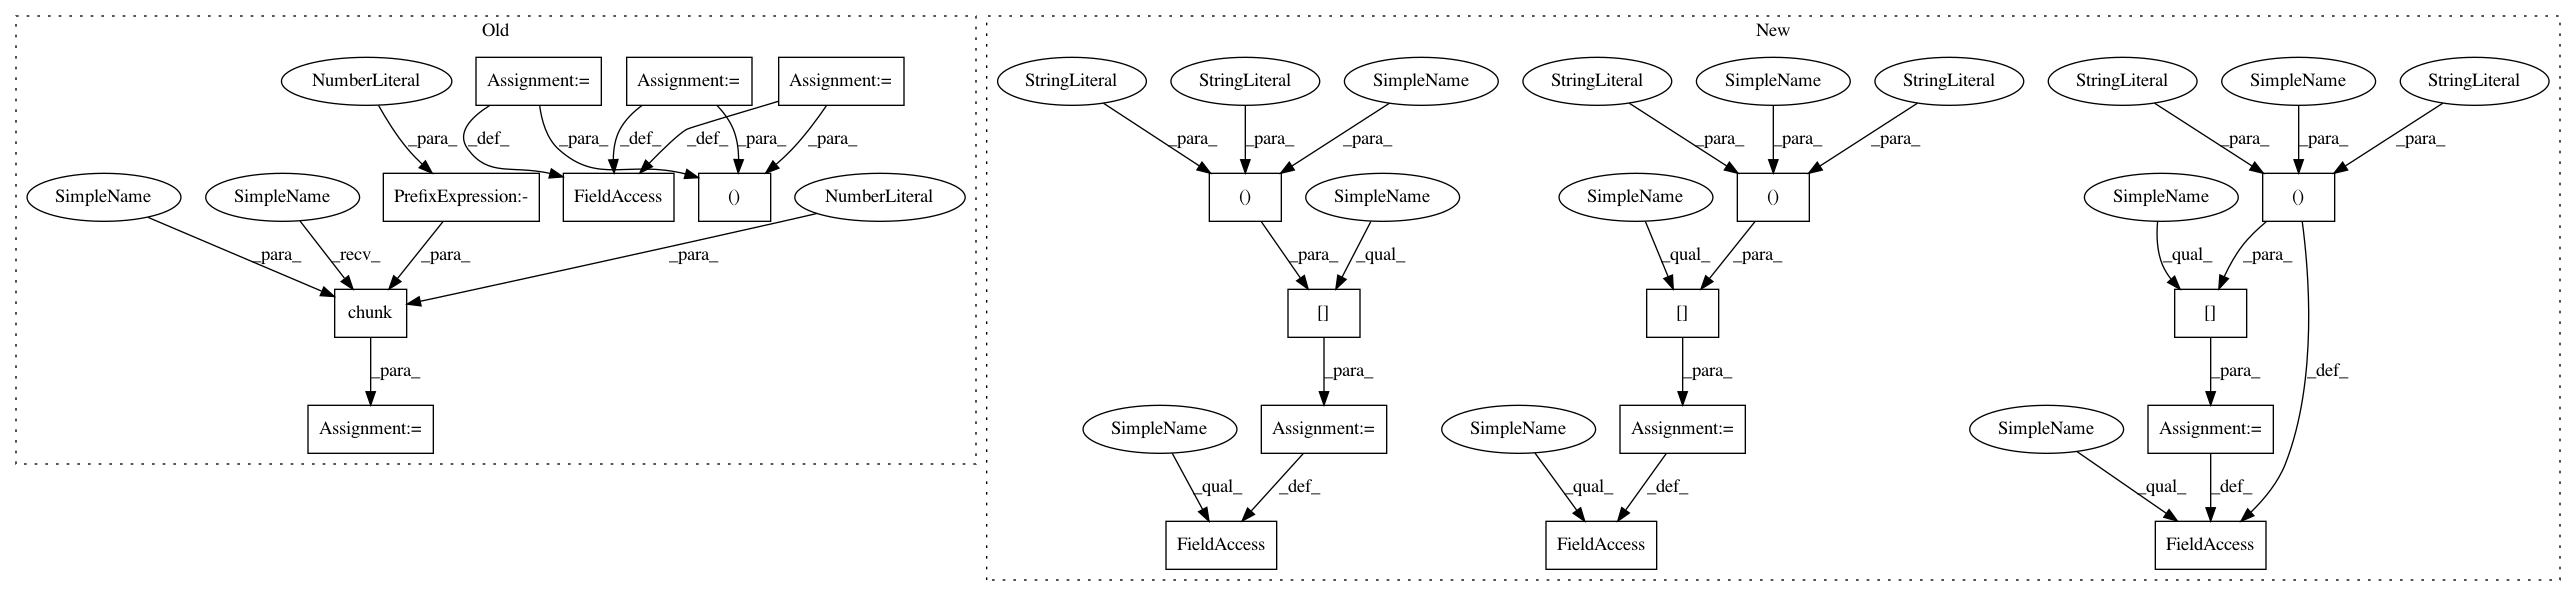 Old
New
NumberLiteral
Assignment:=
Assignment:=
Assignment:=
StringLiteral
StringLiteral
SimpleName
StringLiteral
SimpleName
StringLiteral
StringLiteral
SimpleName
StringLiteral
_para_
_def_
_para_
_def_
_def_
_para_
_para_
_para_
_para_
_para_
_para_
_para_
_para_
_para_
_para_
_para_
SimpleName
SimpleName
PrefixExpression:-
FieldAccess
()
NumberLiteral
()
SimpleName
SimpleName
()
SimpleName
()
_para_
_recv_
_para_
_para_
_para_
_qual_
_qual_
_para_
_qual_
_para_
chunk
[]
[]
[]
_para_
_para_
_para_
_para_
_def_
Assignment:=
SimpleName
Assignment:=
SimpleName
Assignment:=
SimpleName
Assignment:=
_qual_
_def_
_qual_
_def_
_qual_
_def_
FieldAccess
FieldAccess
FieldAccess